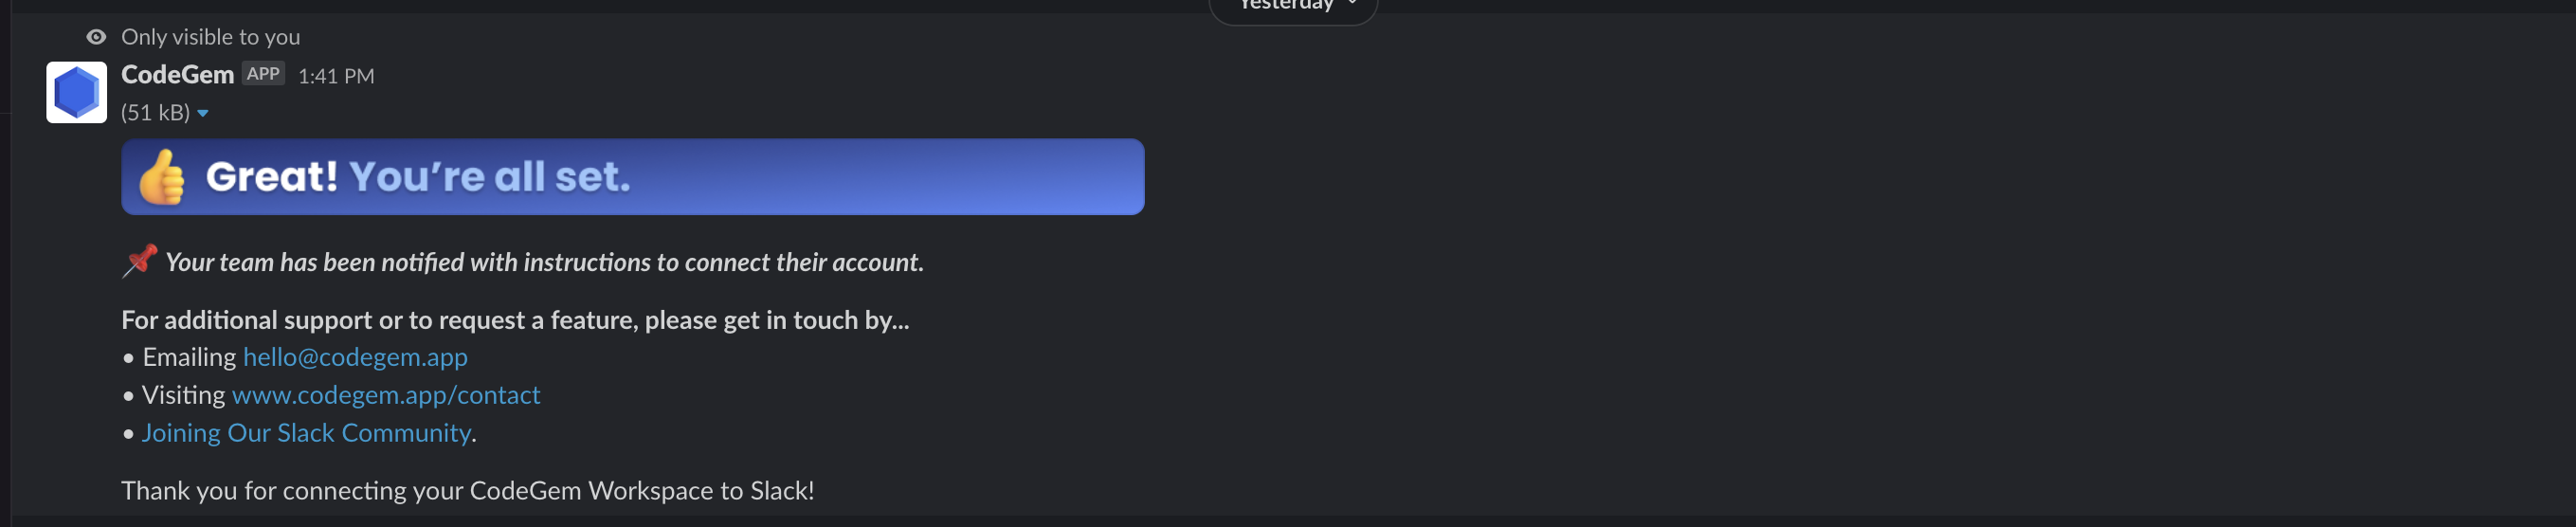 Yesterday
Only visible to you
CodeGem APP 1:41 PM
(51 kB)
Great! You’re all set.
Your team has been notified with instructions to connect their account.
For additional support or to request a feature, please get in touch by...
• Emailing hello@codegem.app
• Visiting www.codegem.app/contact
• Joining Our Slack Community.
Thank you for connecting your CodeGem Workspace to Slack!